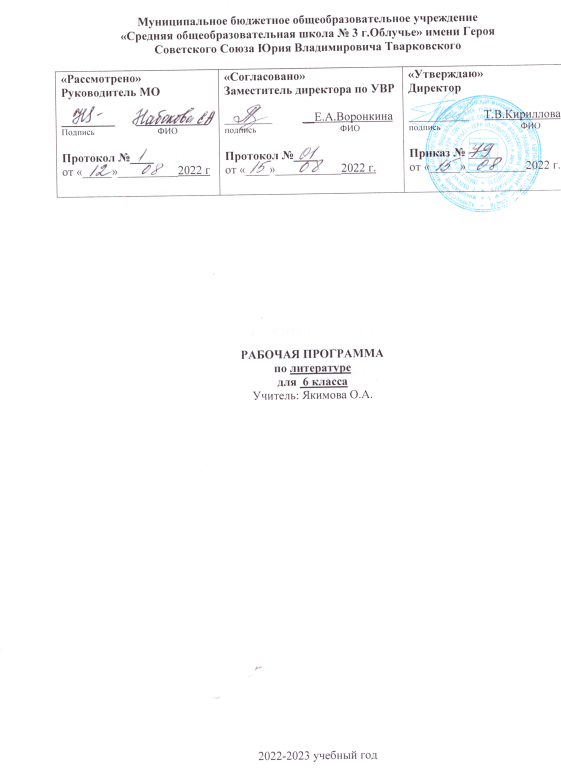 Муниципальное бюджетное общеобразовательное учреждение
«Средняя общеобразовательная школа № 3 г.Облучье» имени Героя
Советского Союза Юрия Владимировича Тварковского
«Рассмотрено»
Руководитель МО
Набокова ЕА
Подпись ФИО
Протокол № 1
от « 12 » 08 2022 г
«Согласовано»
Заместитель директора по УВР
Е.А.Воронкина
подпись ФИО
Протокол № 01
от « 15 » 08 2022 г.
«Утверждаю»
Директор
Т.В.Кириллова
подпись ФИО
Приказ № 79
от « 15 » 08 2022 г.
РАБОЧАЯ ПРОГРАММА
по литературе
для 6 класса
Учитель: Якимова О.А.
2022-2023 учебный год